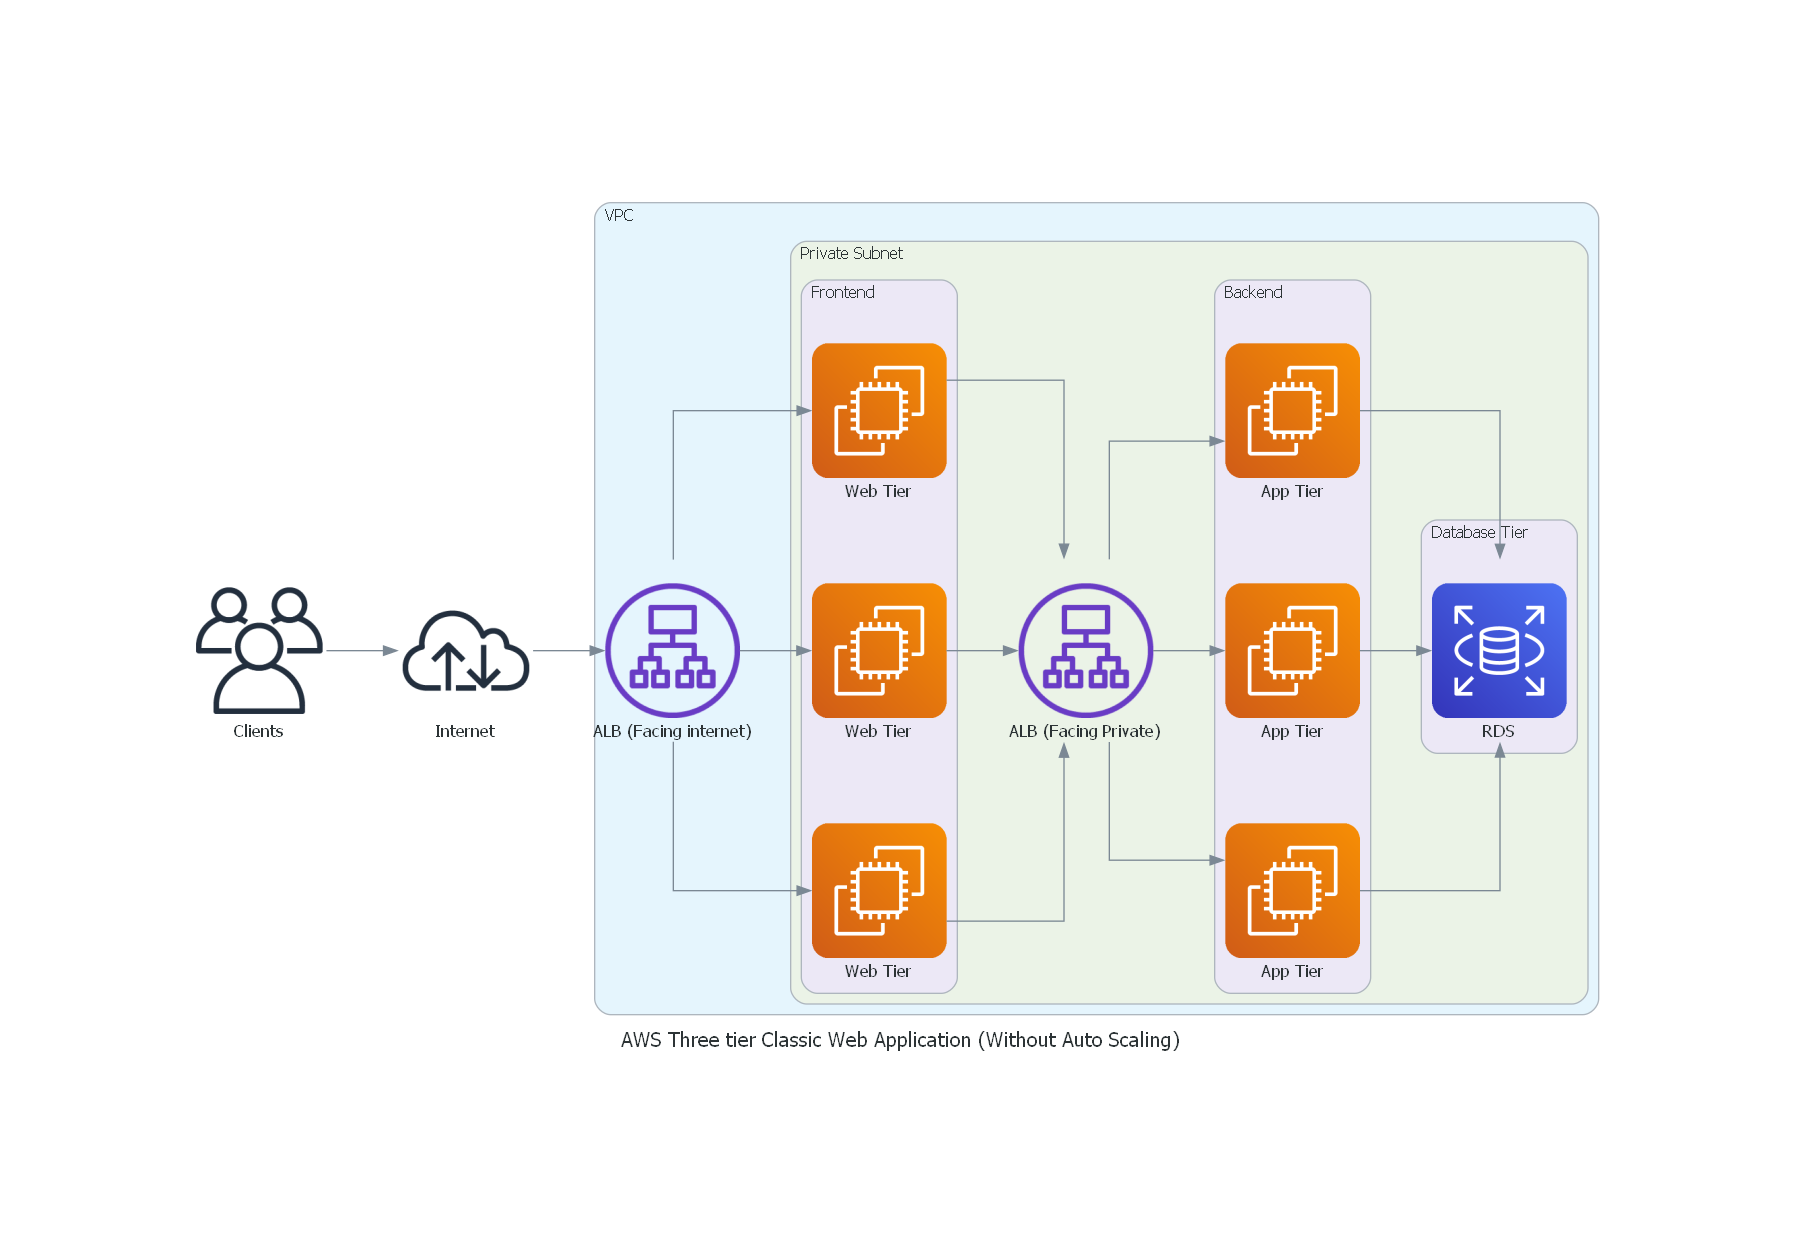 VPC
Private Subnet
Frontend
Backend
Web Tier
App Tier
Database Tier
Clients
Internet
ALB (Facing internet)
Web Tier
ALB (Facing Private)
App Tier
RDS
Web Tier
App Tier
AWS Three tier Classic Web Application (Without Auto Scaling)